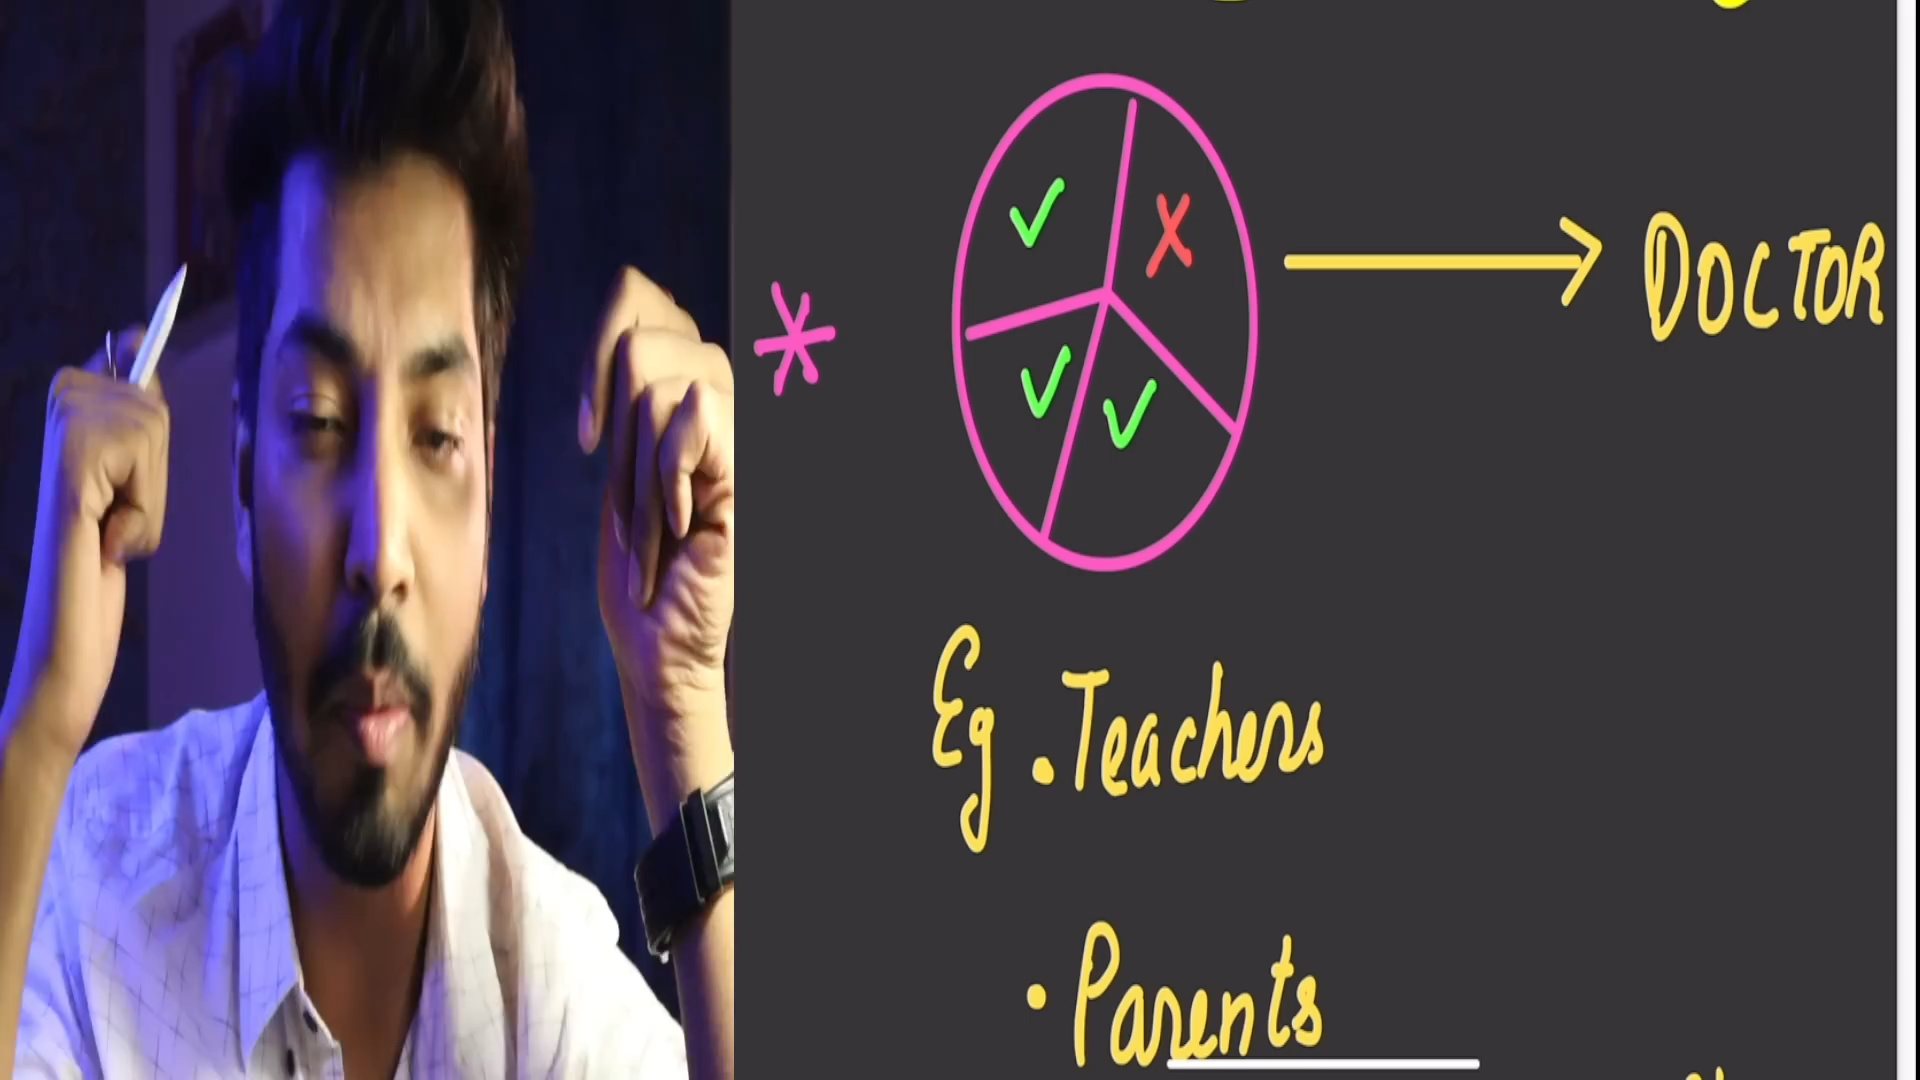 DOCTOR
Eg . Teachers
. Parents